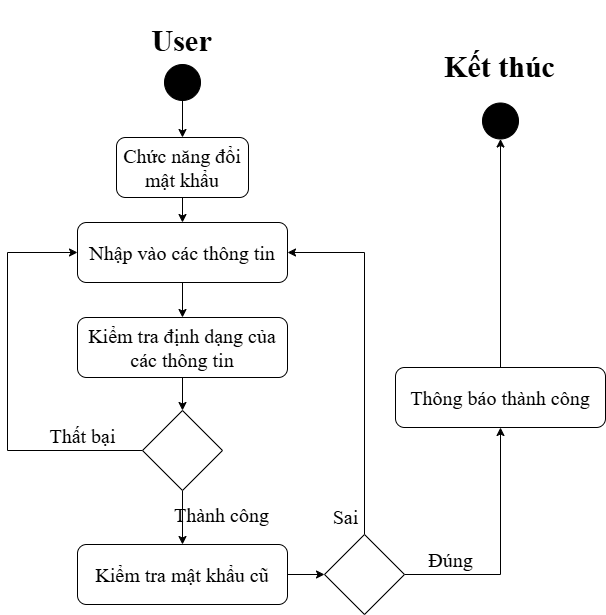 User
Kết thúc
Chức năng đổi
mật khẩu
Nhập vào các thông tin
Kiểm tra định dạng của
các thông tin
Thông báo thành công
Thất bại
Thành công
Sai
Đúng
Kiểm tra mật khẩu cũ